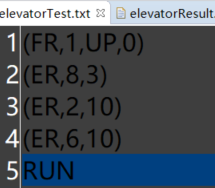 elevatorTest.txt elevatorResult.
1 (FR,1,UP,0)
2 (ER,8,3)
3 (ER,2,10)
4 (ER,6,10)
5 RUN